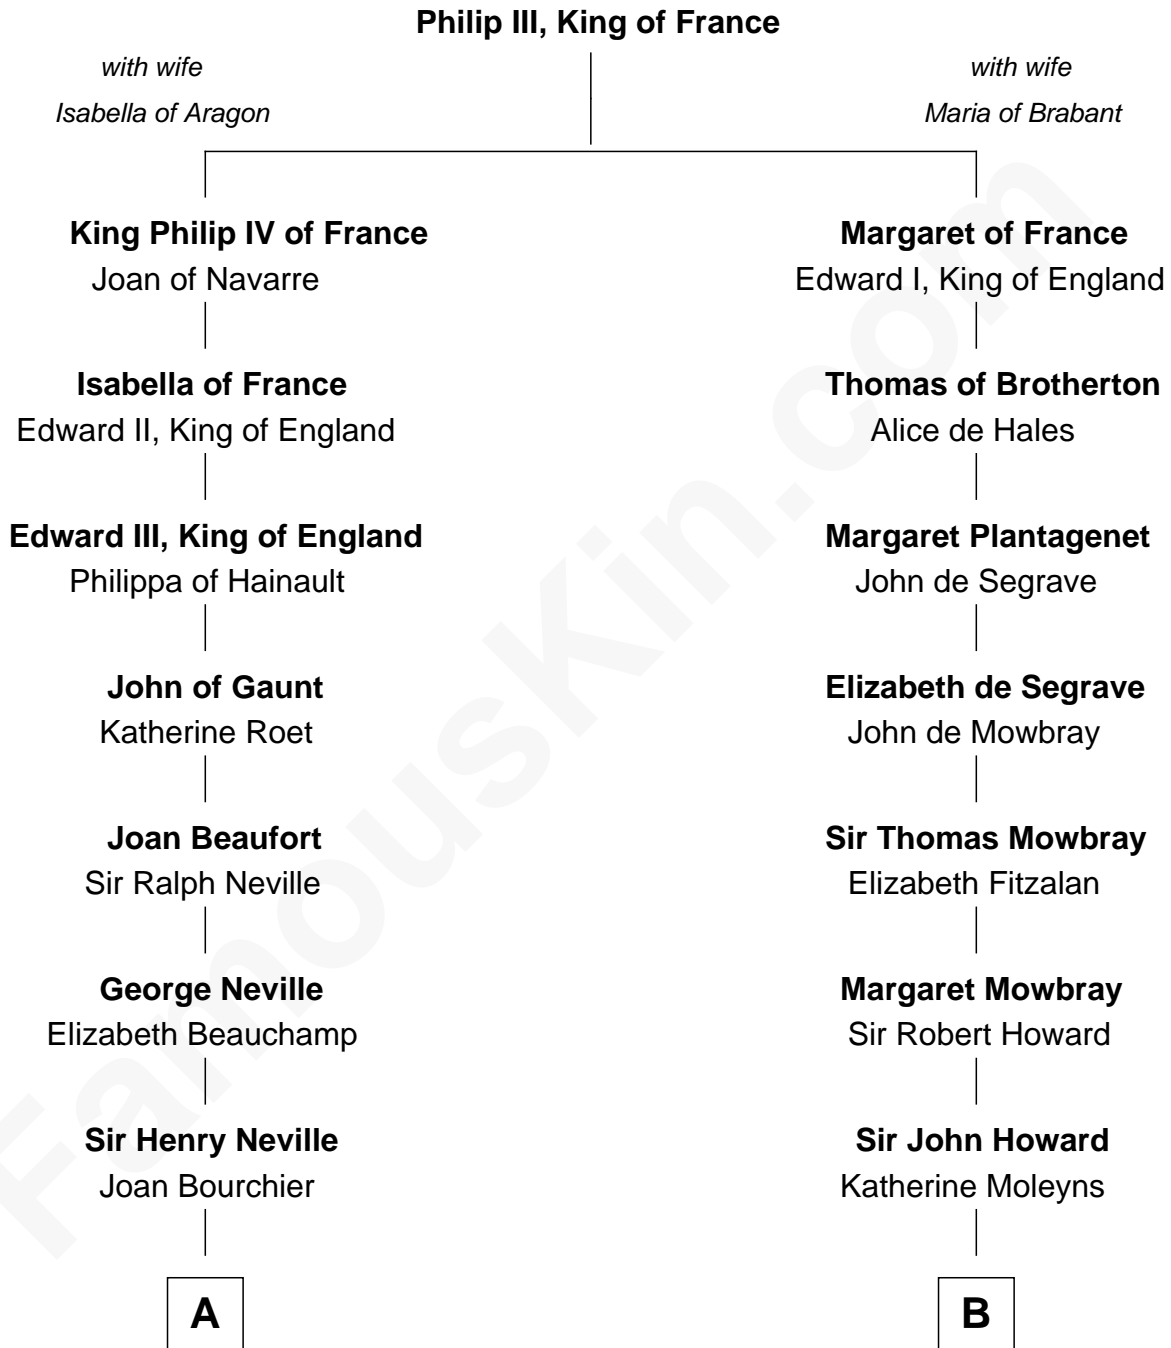 Philip III, King of France
with wife
Isabella of Aragon
with wife
Maria of Brabant
King Philip IV of France
Joan of Navarre
Margaret of France
Edward I, King of England
Isabella of France
Edward II, King of England
Thomas of Brotherton
Alice de Hales
Edward III, King of England
Philippa of Hainault
Margaret Plantagenet
John de Segrave
John of Gaunt
Katherine Roet
Elizabeth de Segrave
John de Mowbray
Joan Beaufort
Sir Ralph Neville
Sir Thomas Mowbray
Elizabeth Fitzalan
George Neville
Elizabeth Beauchamp
Margaret Mowbray
Sir Robert Howard
Sir Henry Neville
Joan Bourchier
Sir John Howard
Katherine Moleyns
A
B
FamousKin.com